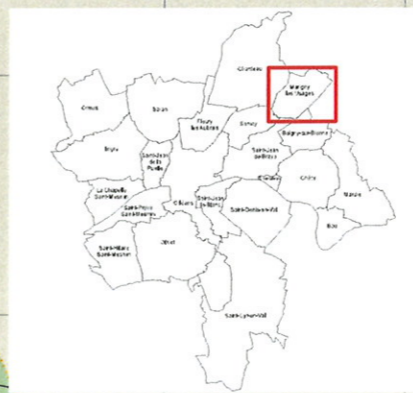 Chanteau
Marigny
les Usages
Ormes
Saran
Fleury
les Aubrais
Semoy
Boigny-sur-Bionne
Ingré
Saint-Jean
de la
Ruelle
Saint-Jean
de Braye
Chécy
La Chapelle
Saint-Mesmin
Mardié
Orléans
Saint-Jean
le Blanc
Saint-Denis-en-Val
Saint-Pryvé
Saint-Mesmin
Bou
Olivet
Saint-Hilaire
Saint-Mesmin
Saint-Cyr-en-Val